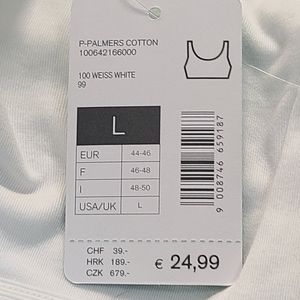 P-PALMERS COTTON
100642166000
100 WEISS WHITE
99
L
EUR 44-46
F 46-48
I 48-50
USA/UK L
9 008746 659187
CHF 39.-
HRK 189.-
CZK 679.-
€ 24,99